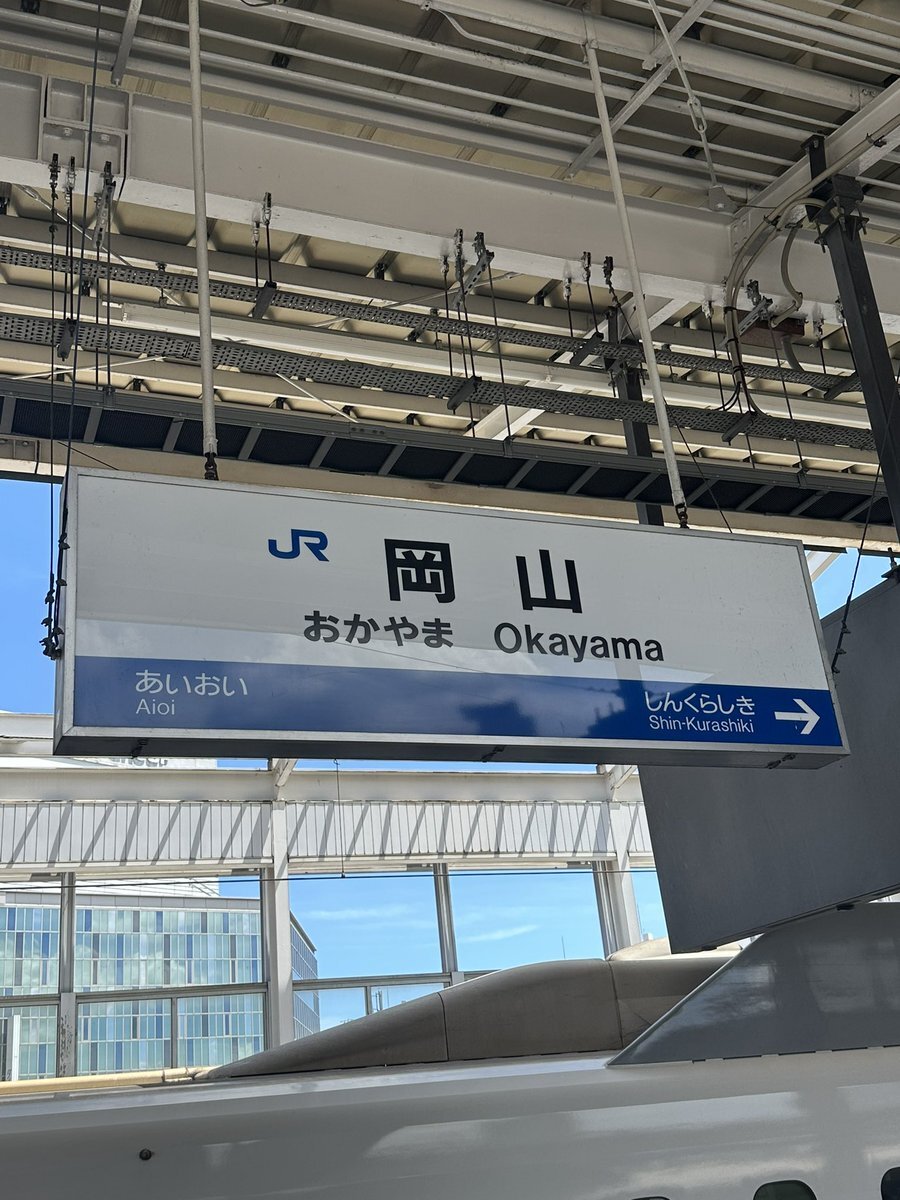 JR 岡山
おかやま Okayama
あいおい
Aioi
しんくらしき
Shin-Kurashiki